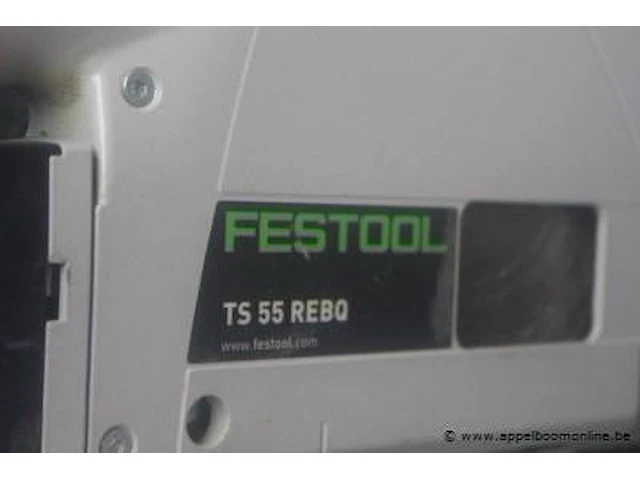 FESTOOL
TS 55 REBQ
www.festool.com
© www.appelboomonline.be